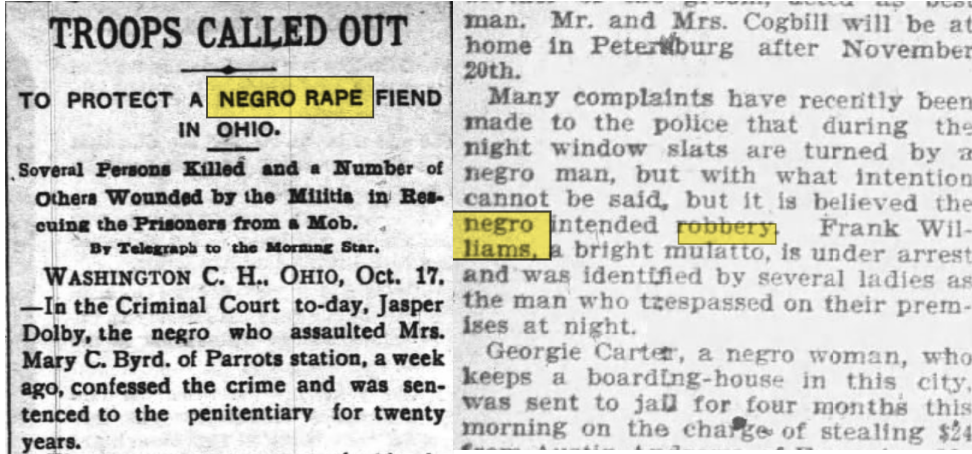 TROOPS CALLED OUT
TO PROTECT A NEGRO RAPE FIEND
IN OHIO.
Several Persons Killed and a Number of
Others Wounded by the Militia in Res-
cuing the Prisoners from a Mob.
By Telegraph to the Morning Star.
WASHINGTON C. H., OHIO, Oct. 17.
—In the Criminal Court to-day, Jasper
Dolby, the negro who assaulted Mrs.
Mary C. Byrd. of Parrots station, a week
ago, confessed the crime and was sen-
tenced to the penitentiary for twenty
years.
man. Mr. and Mrs. Cogbill will be at
home in Petersburg after November
20th.
Many complaints have recently been
made to the police that during the
night window slats are turned by a
negro man, but with what intention
cannot be said, but it is believed the
negro intended robbery. Frank Wil-
liams, a bright mulatto, is under arrest
and was identified by several ladies as
the man who trespassed on their prem-
ises at night.
Georgie Carter, a negro woman, who
keeps a boarding-house in this city,
was sent to jail for four months this
morning on the charge of stealing $24